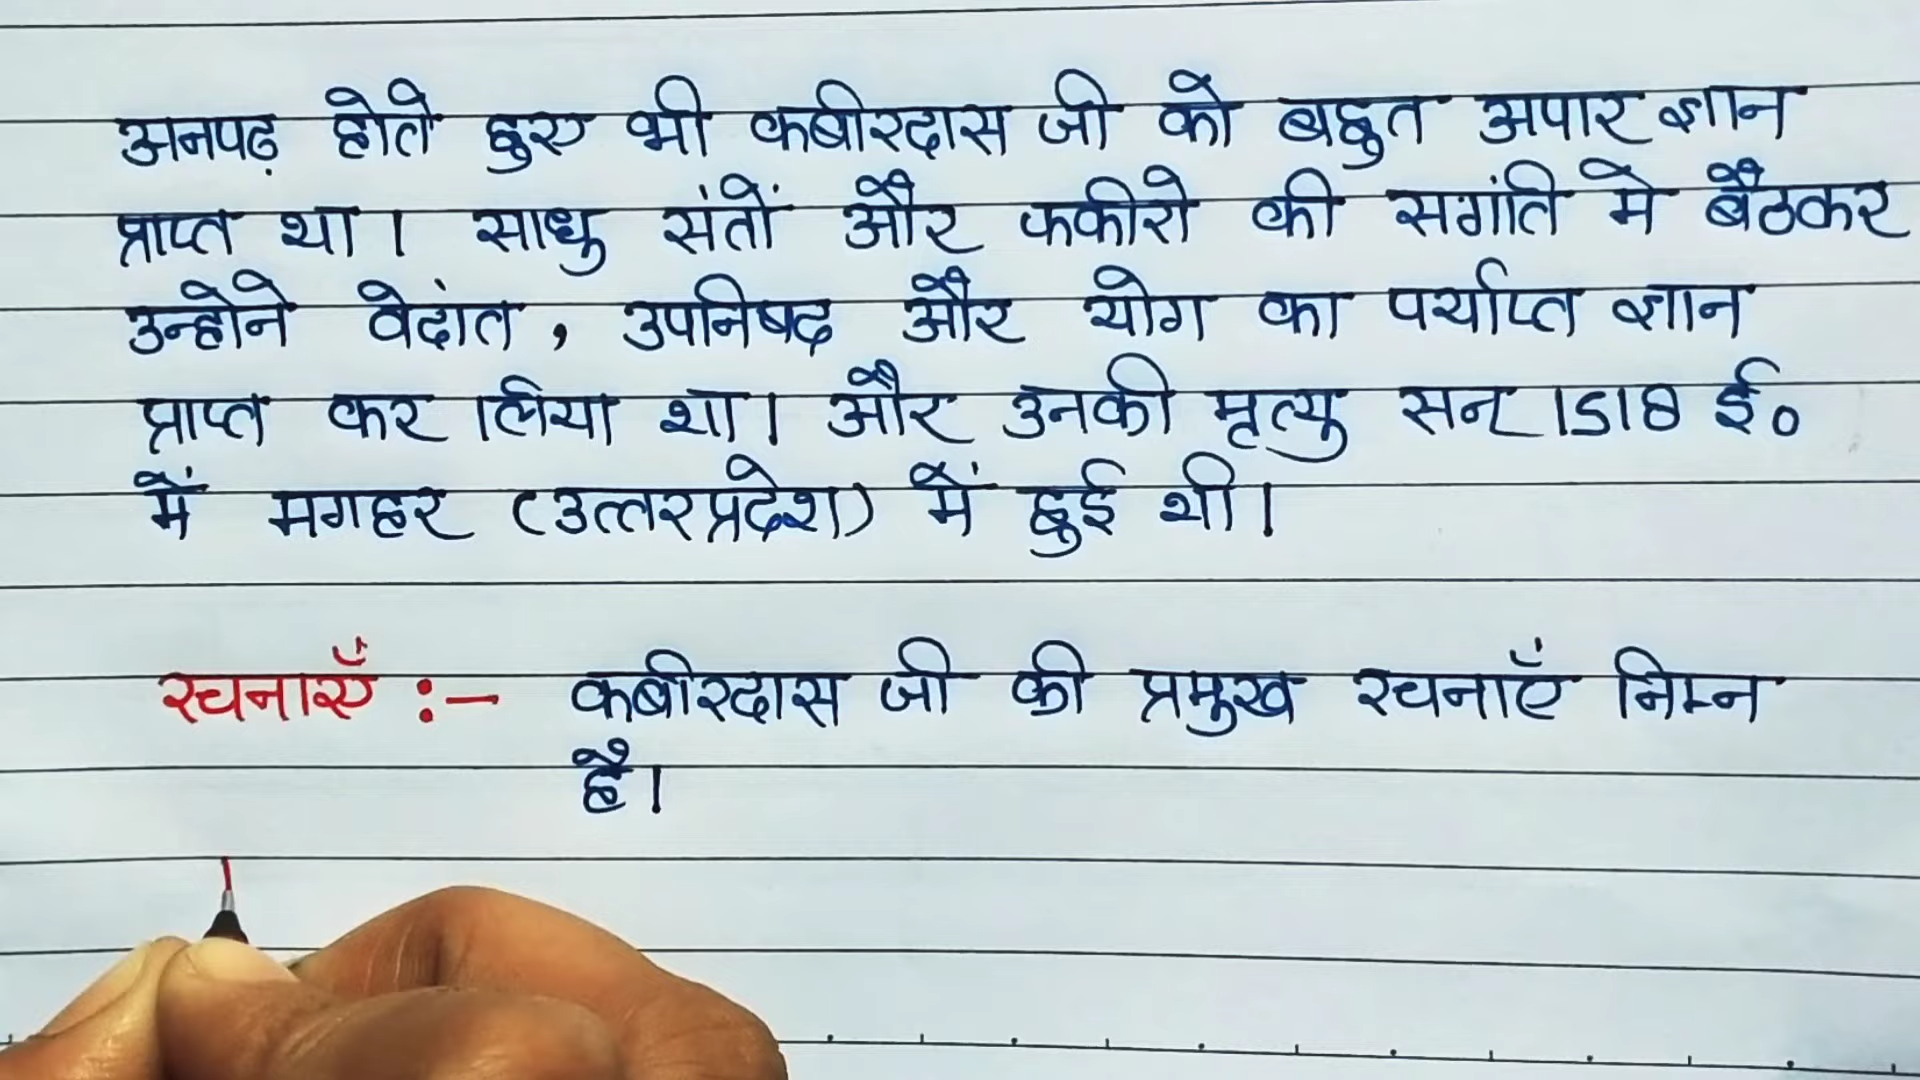 अनपढ़ होते हुए भी कबीरदास जी को बहुत अपार ज्ञान
प्राप्त था। साधु संतों और फकीरो की सगंति मे बैठकर
उन्होने वेदांत, उपनिषद और योग का पर्याप्त ज्ञान
प्राप्त कर लिया था। और उनकी मृत्यु सन् 1518 ई०
में मगहर (उत्तरप्रदेश) में हुई थी।
रचनाएँ :- कबीरदास जी की प्रमुख रचनाएँ निम्न
है।